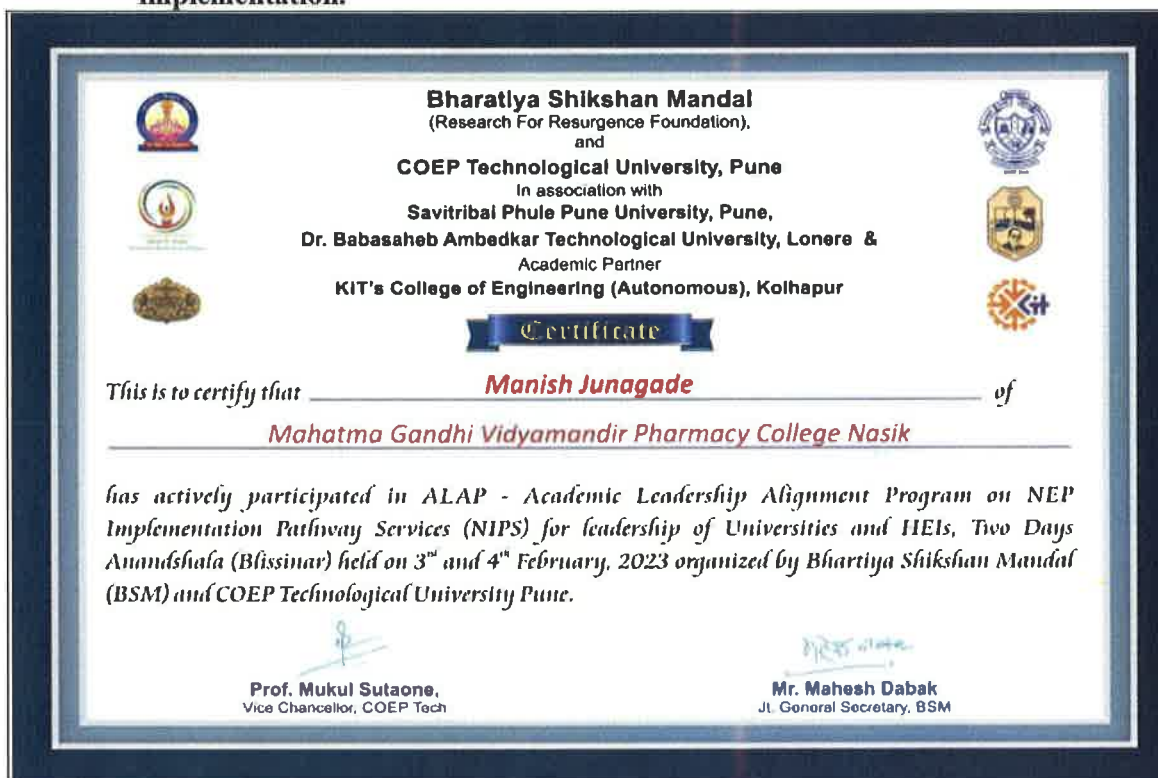 Implementation.
Bharatiya Shikshan Mandal
(Research For Resurgence Foundation),
and
COEP Technological University, Pune
In association with
Savitribai Phule Pune University, Pune,
Dr. Babasaheb Ambedkar Technological University, Lonere &
Academic Partner
KIT's College of Engineering (Autonomous), Kolhapur
Certificate
This is to certify that Manish Junagade of
Mahatma Gandhi Vidyamandir Pharmacy College Nasik
has actively participated in ALAP - Academic Leadership Alignment Program on NEP
Implementation Pathway Services (NIPS) for leadership of Universities and HEIs, Two Days
Anandshala (Blissinar) held on 3rd and 4th February, 2023 organized by Bhartiya Shikshan Mandal
(BSM) and COEP Technological University Pune.
Prof. Mukul Sutaone,
Vice Chancellor, COEP Tech
Mr. Mahesh Dabak
Jt. General Secretary, BSM